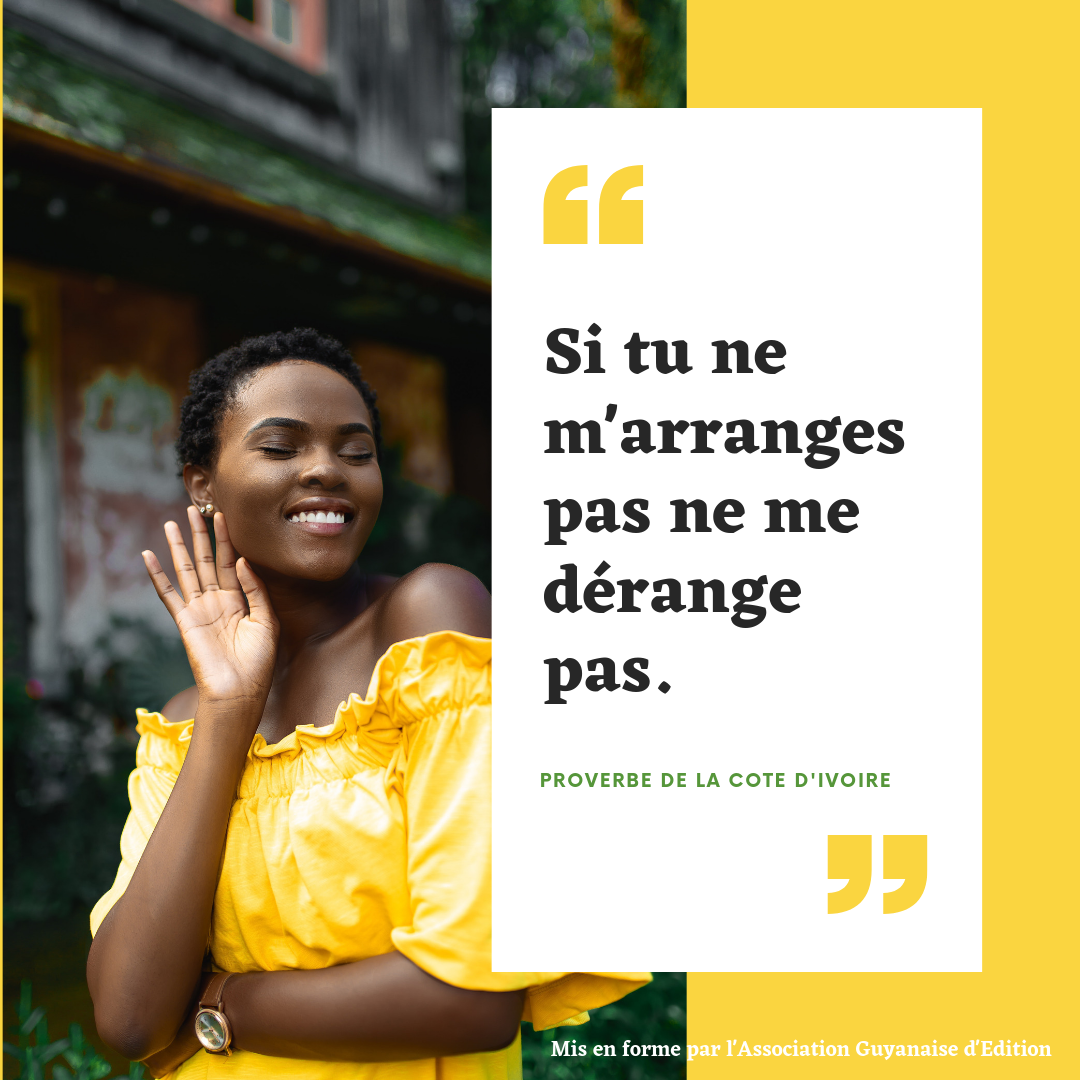 Si tu ne
m'arranges
pas ne me
dérange
pas.
PROVERBE DE LA COTE D'IVOIRE
Mis en forme par l'Association Guyanaise d'Edition